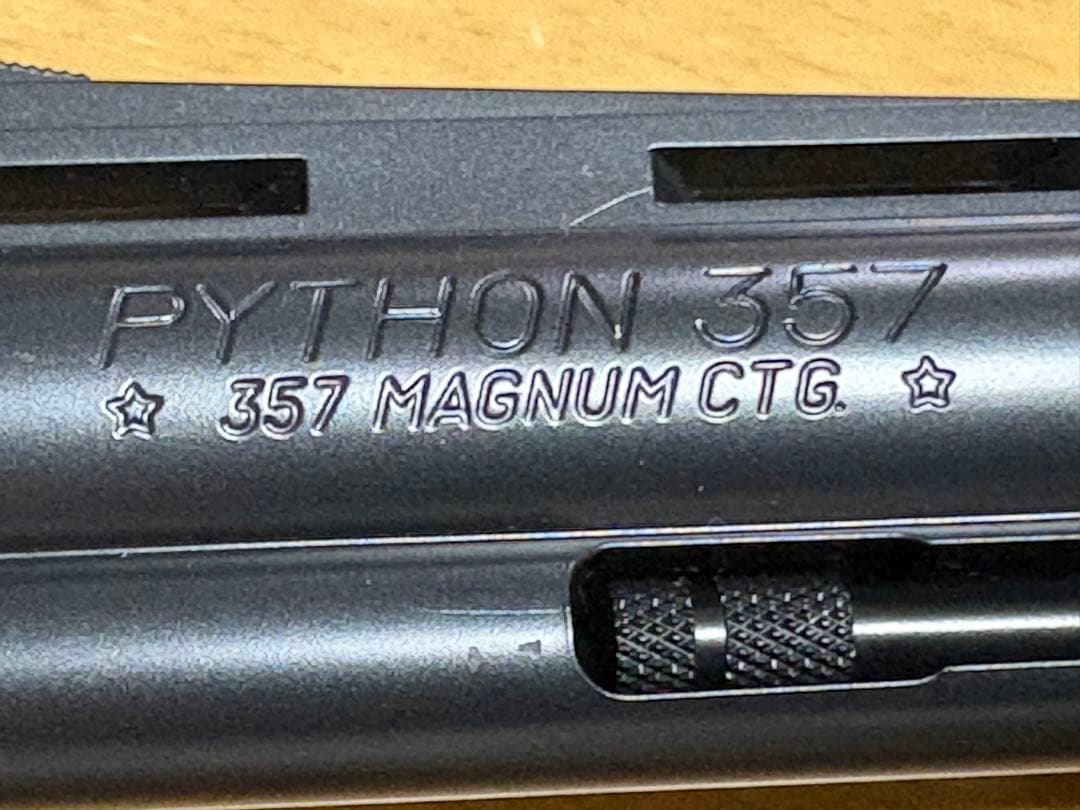 PYTHON 357
☆ 357 MAGNUM CTG. ☆